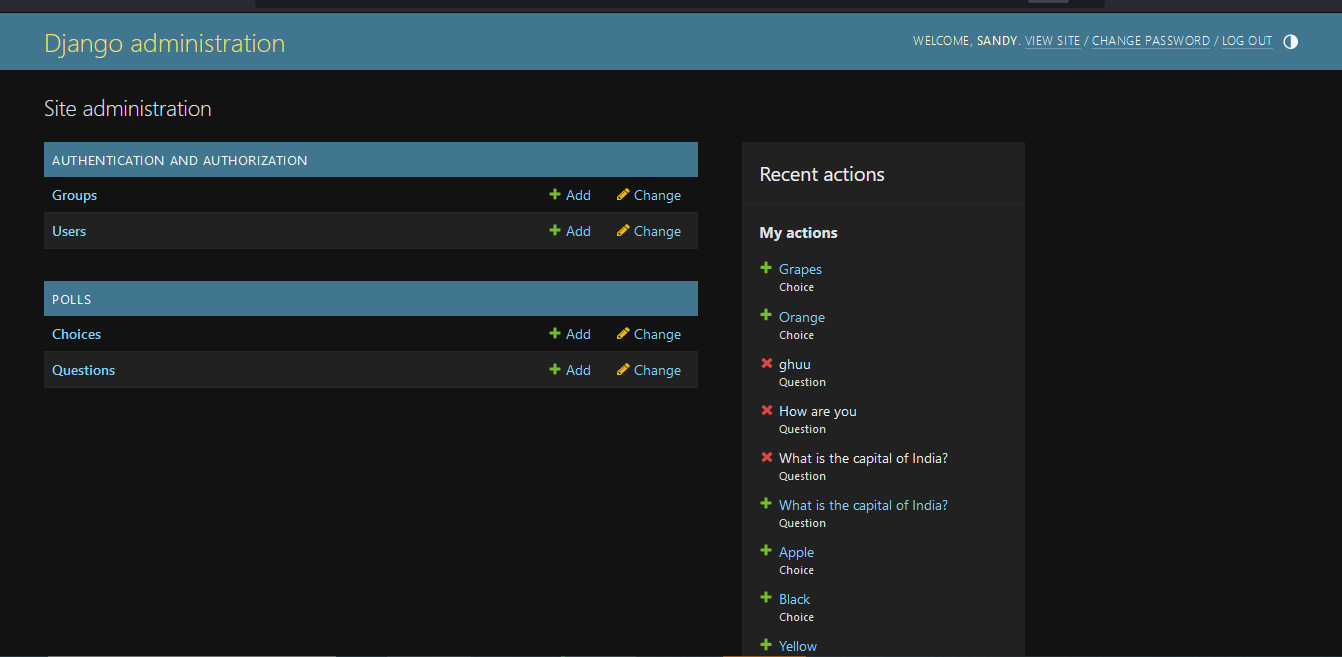 Django administration
WELCOME, SANDY. VIEW SITE / CHANGE PASSWORD / LOG OUT
Site administration
AUTHENTICATION AND AUTHORIZATION
Groups Add Change
Users Add Change
POLLS
Choices Add Change
Questions Add Change
Recent actions
My actions
Grapes
Choice
Orange
Choice
ghuu
Question
How are you
Question
What is the capital of India?
Question
What is the capital of India?
Question
Apple
Choice
Black
Choice
Yellow